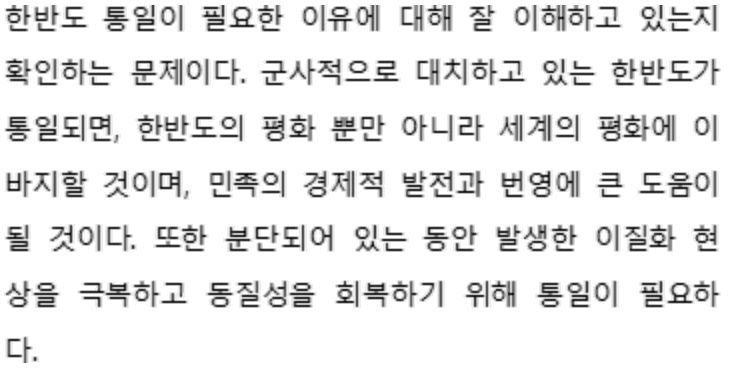 한반도 통일이 필요한 이유에 대해 잘 이해하고 있는지
확인하는 문제이다. 군사적으로 대치하고 있는 한반도가
통일되면, 한반도의 평화 뿐만 아니라 세계의 평화에 이
바지할 것이며, 민족의 경제적 발전과 번영에 큰 도움이
될 것이다. 또한 분단되어 있는 동안 발생한 이질화 현
상을 극복하고 동질성을 회복하기 위해 통일이 필요하
다.